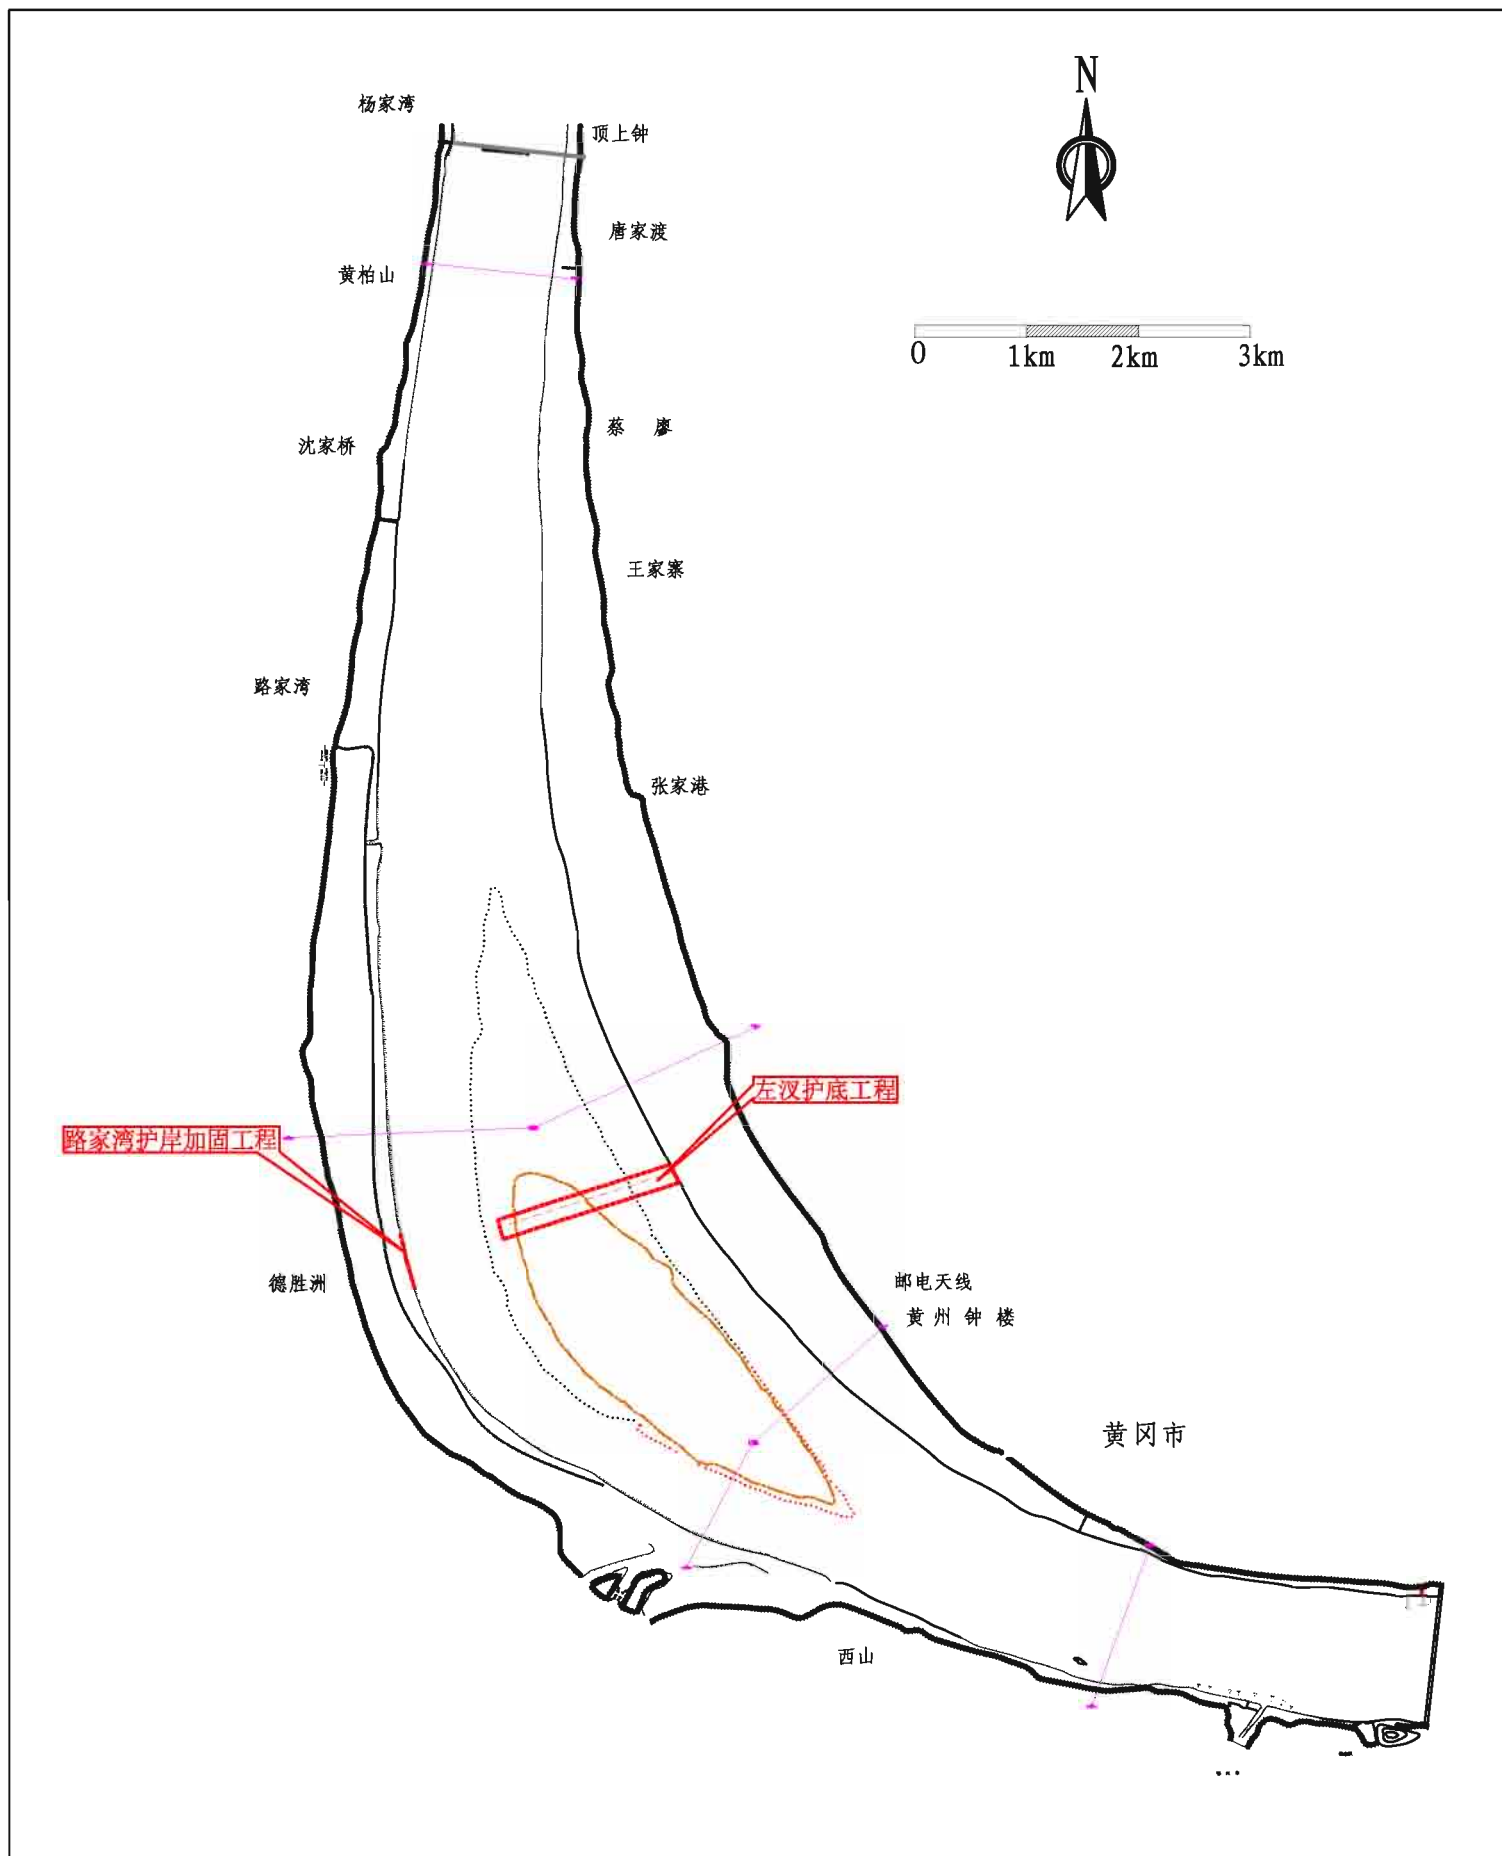 杨家湾
顶上钟
N
唐家渡
黄柏山
0 1km 2km 3km
蔡 廖
沈家桥
王家寨
路家湾
张家港
左汊护底工程
路家湾护岸加固工程
德胜洲
邮电天线
黄州钟楼
黄冈市
西山